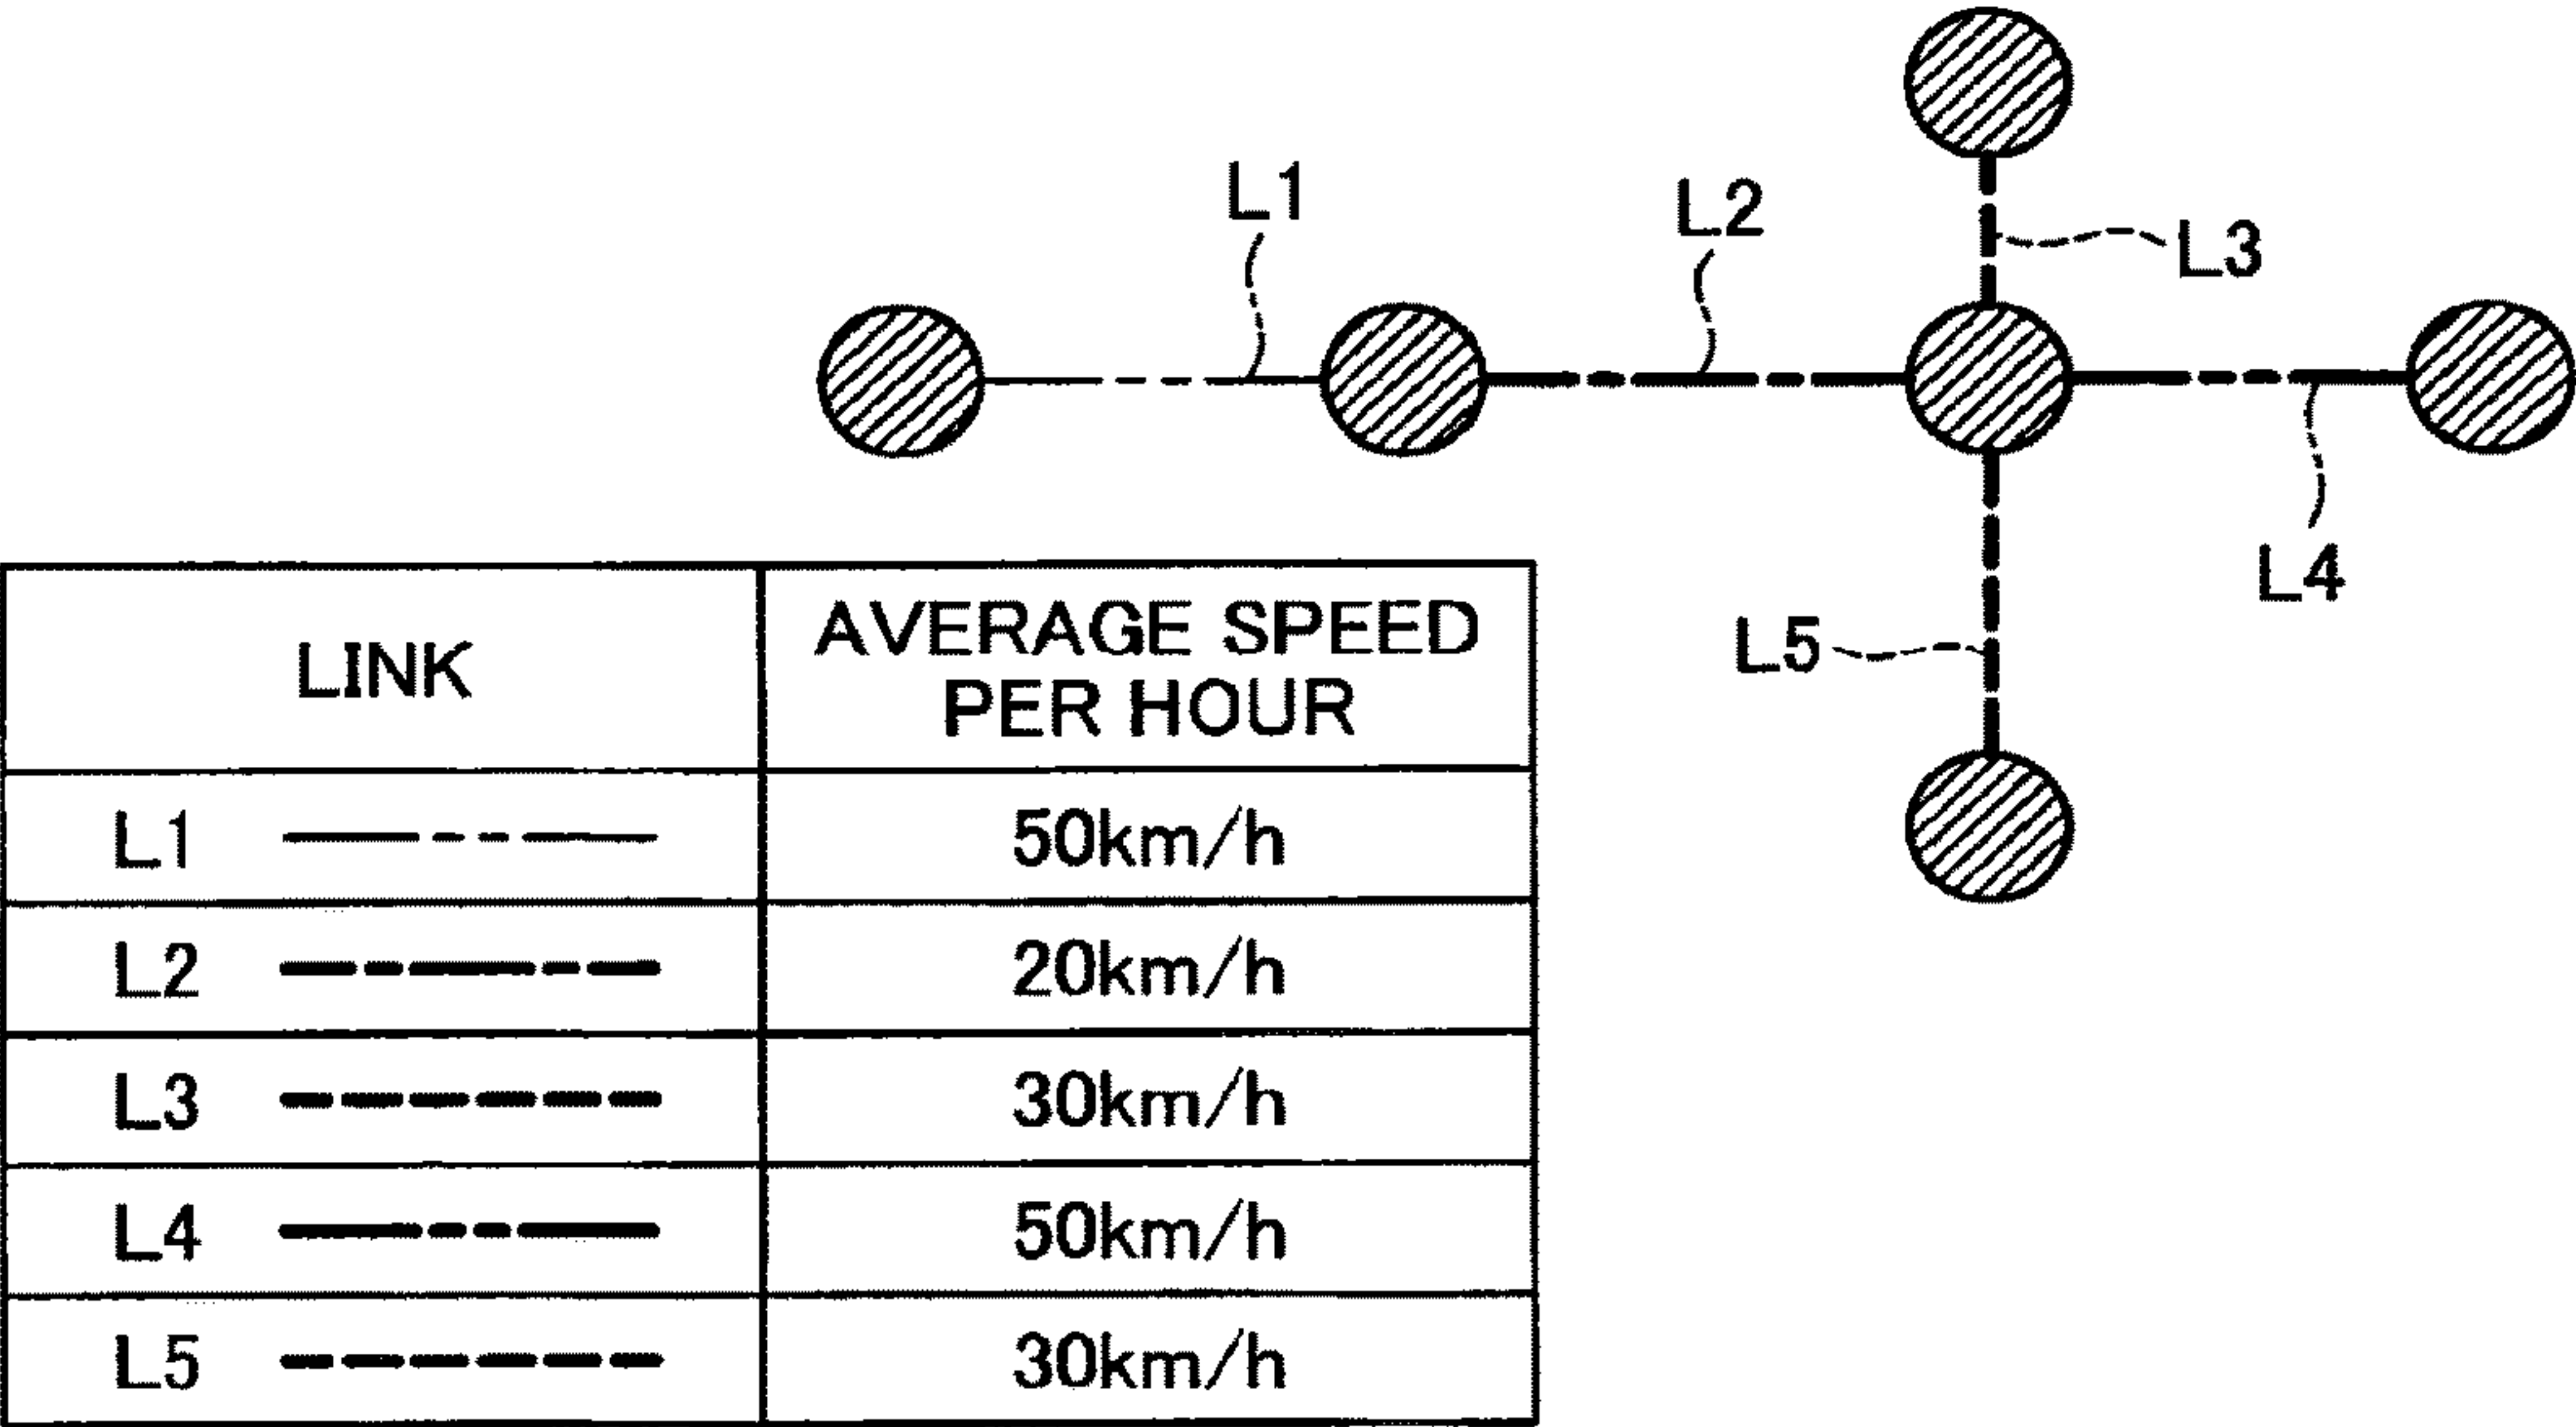 L1
L2
L3
L4
L5
LINK
AVERAGE SPEED
PER HOUR
L1 50km/h
L2 20km/h
L3 30km/h
L4 50km/h
L5 30km/h